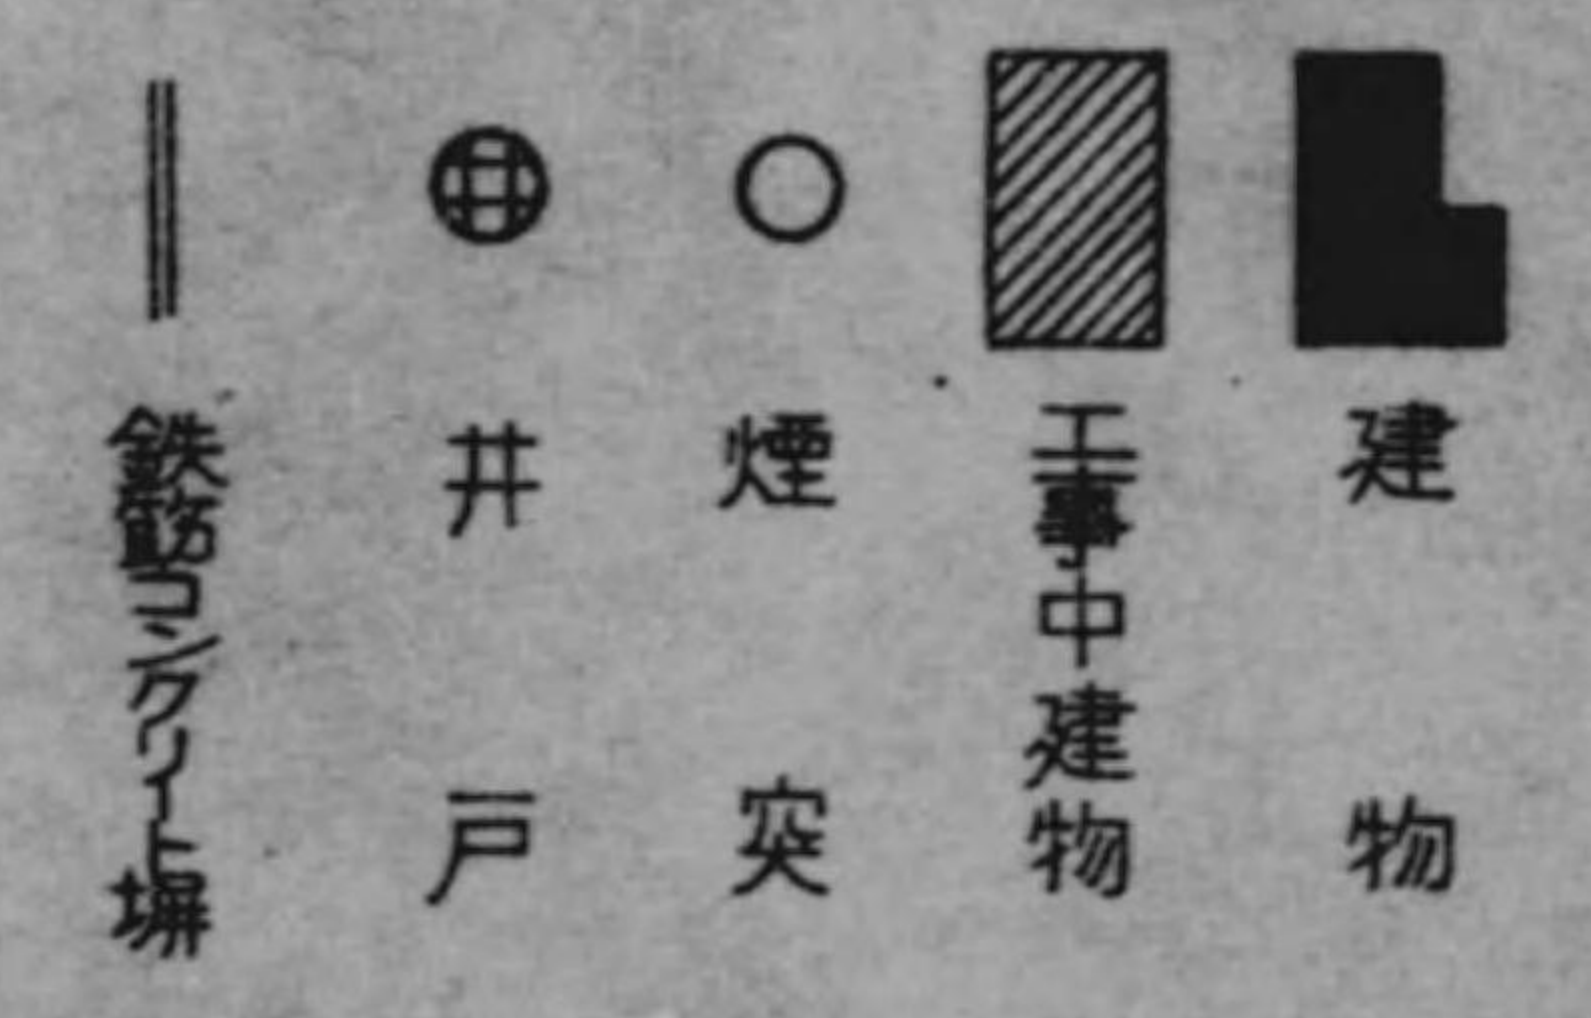 建物
工事中建物
煙突
井戸
鉄筋コンクリート塀